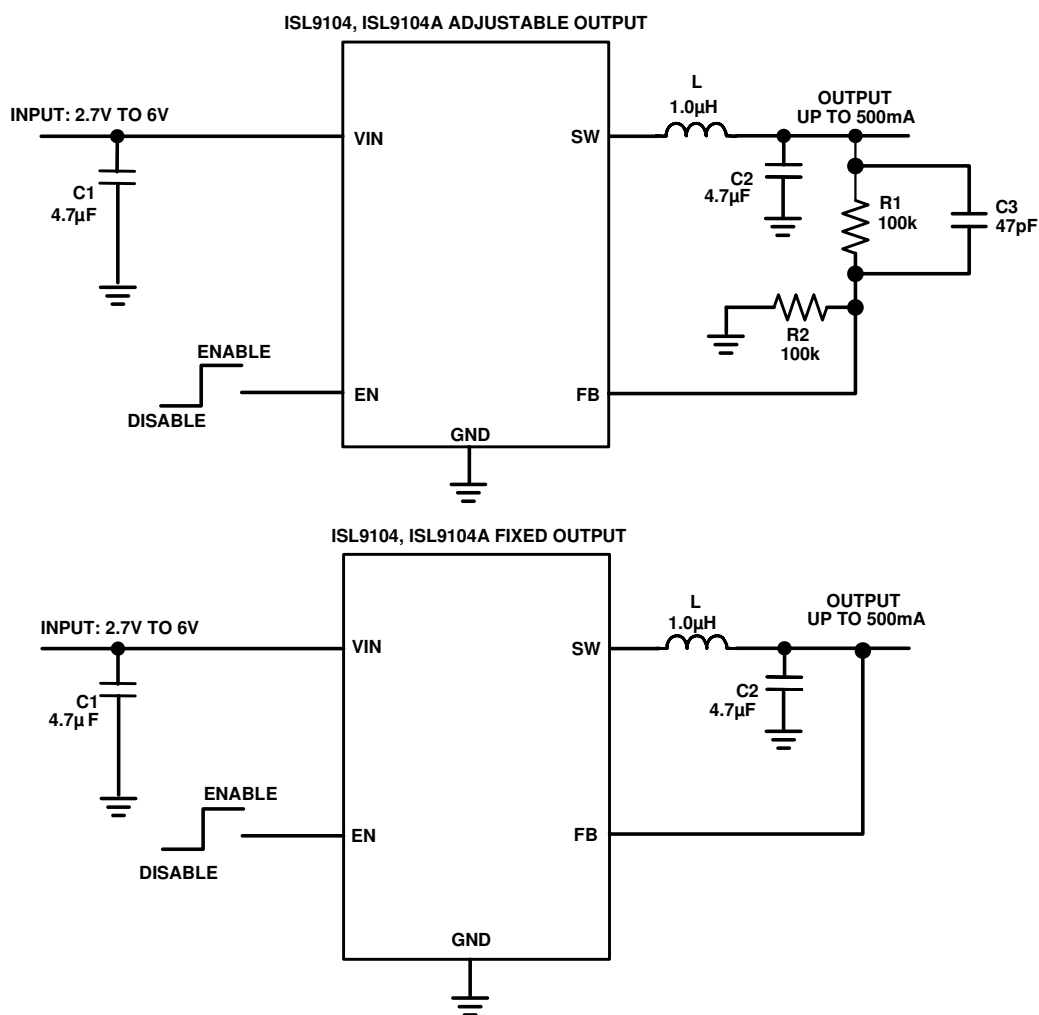 ISL9104, ISL9104A ADJUSTABLE OUTPUT
INPUT: 2.7V TO 6V
VIN
C1
4.7µF
ENABLE
DISABLE
EN
GND
SW
L
1.0µH
OUTPUT
UP TO 500mA
C2
4.7µF
R1
100k
C3
47pF
R2
100k
FB
ISL9104, ISL9104A FIXED OUTPUT
INPUT: 2.7V TO 6V
VIN
C1
4.7µ F
ENABLE
DISABLE
EN
GND
SW
L
1.0µH
OUTPUT
UP TO 500mA
C2
4.7µF
FB